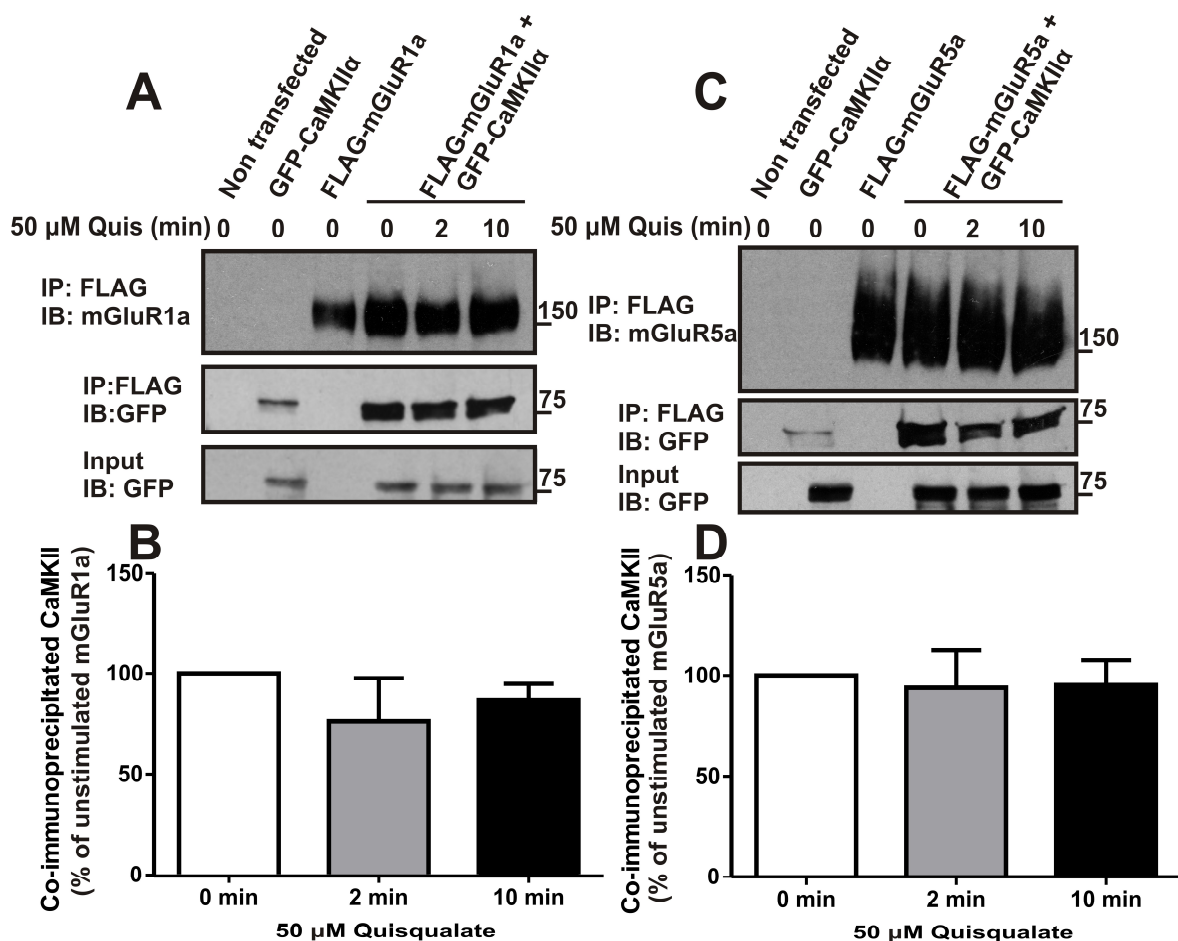 A
Non transfected
GFP-CaMKIIα
FLAG-mGluR1a
FLAG-mGluR1a +
GFP-CaMKIIα
50 µM Quis (min) 0 0 0 0 2 10
IP: FLAG
IB: mGluR1a
150
IP:FLAG
IB:GFP
75
Input
IB: GFP
75
C
Non transfected
GFP-CaMKIIα
FLAG-mGluR5a
FLAG-mGluR5a +
GFP-CaMKIIα
50 µM Quis (min) 0 0 0 0 2 10
IP: FLAG
IB: mGluR5a
150
IP: FLAG
IB: GFP
75
Input
IB: GFP
75
B
Co-immunoprecipitated CaMKII
(% of unstimulated mGluR1a)
150
100
50
0
0 min 2 min 10 min
50 µM Quisqualate
D
Co-immunoprecipitated CaMKII
(% of unstimulated mGluR5a)
150
100
50
0
0 min 2 min 10 min
50 µM Quisqualate